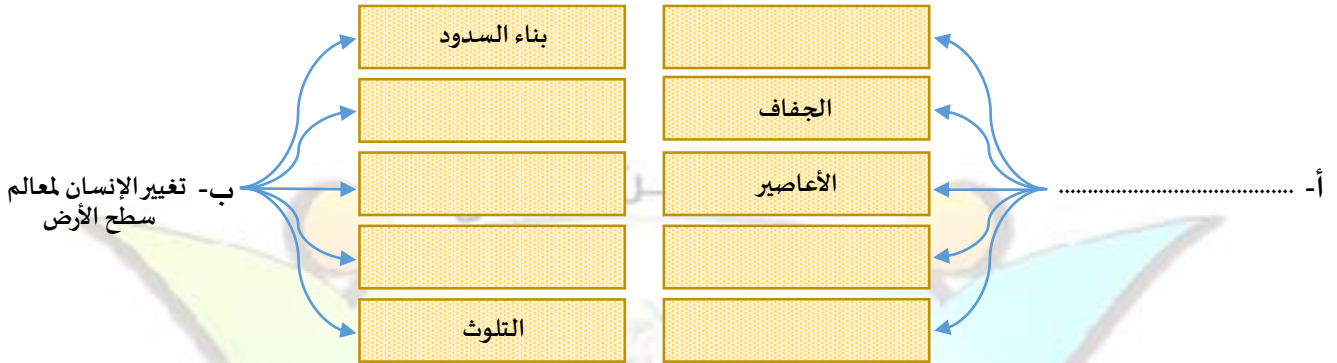 أ- ......................................
الجفاف
الأعاصير
بناء السدود
التلوث
ب- تغيير الإنسان لمعالم
سطح الأرض